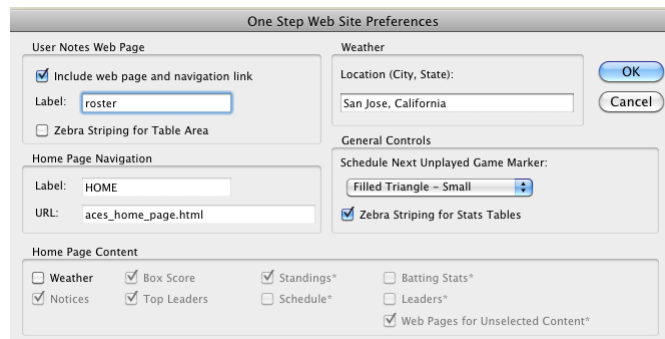 One Step Web Site Preferences
User Notes Web Page
Include web page and navigation link
Label: roster
Zebra Striping for Table Area
Home Page Navigation
Label: HOME
URL: aces_home_page.html
Weather
Location (City, State):
San Jose, California
General Controls
Schedule Next Unplayed Game Marker:
Filled Triangle – Small
Zebra Striping for Stats Tables
OK
Cancel
Home Page Content
Weather Box Score Standings* Batting Stats*
Notices Top Leaders Schedule* Leaders*
Web Pages for Unselected Content*